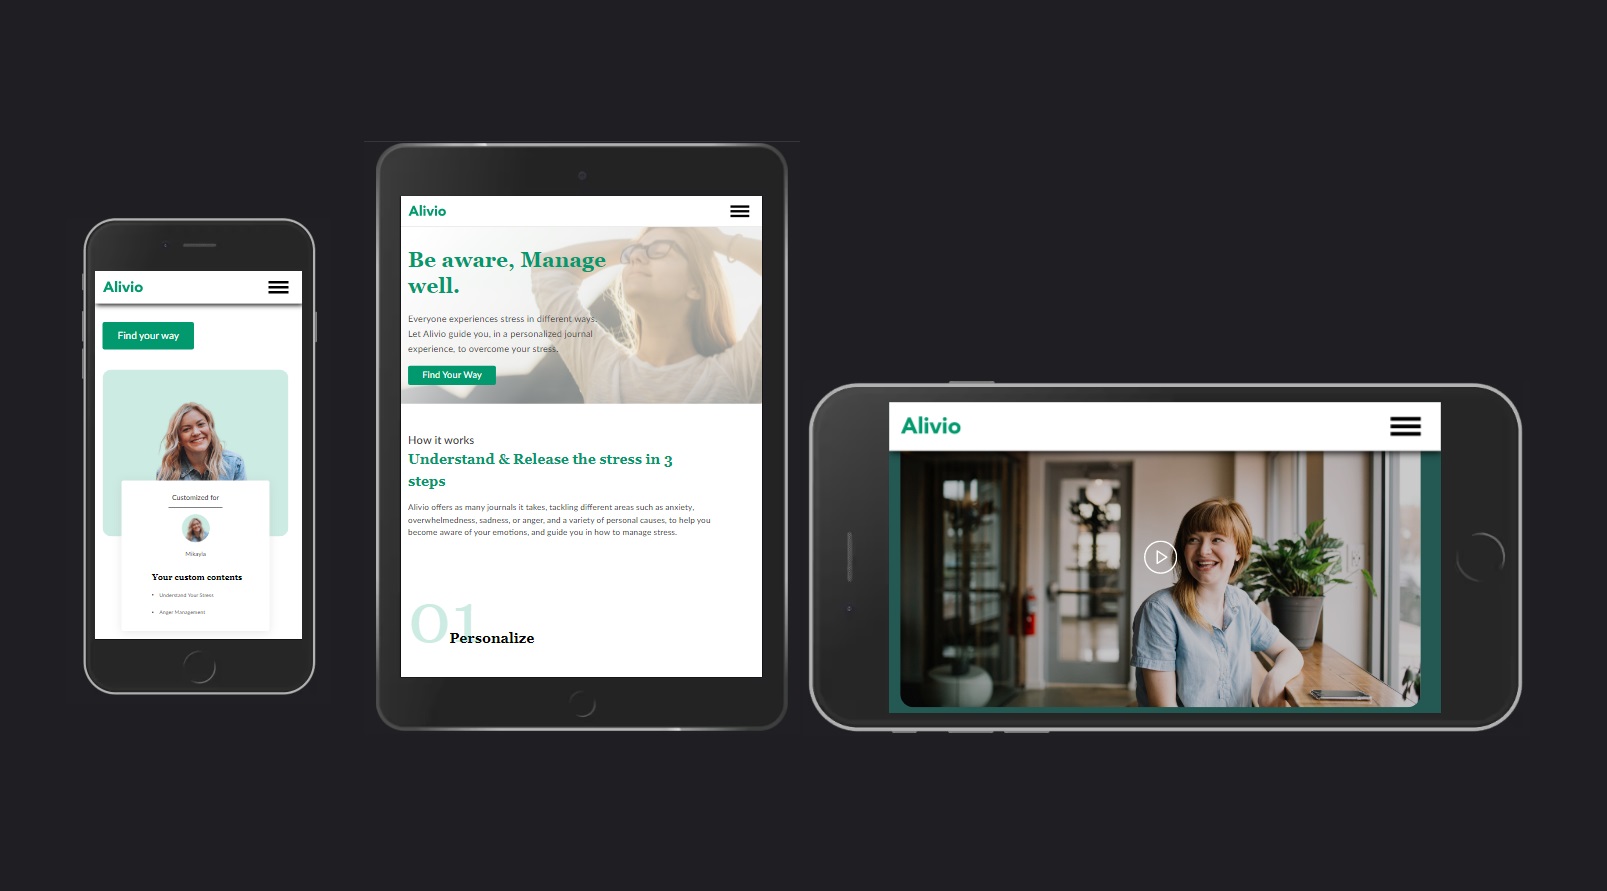 Alivio
Find your way
Customized for
Mikayla
Your custom contents
• Understand Your Stress
• Anger Management
Alivio
Be aware, Manage
well.
Everyone experiences stress in different ways.
Let Alivio guide you, in a personalized journal
experience, to overcome your stress.
Find Your Way
How it works
Understand & Release the stress in 3
steps
Alivio offers as many journals it takes, tackling different areas such as anxiety,
overwhelmedness, sadness, or anger, and a variety of personal causes, to help you
become aware of your emotions, and guide you in how to manage stress.
01
Personalize
Alivio